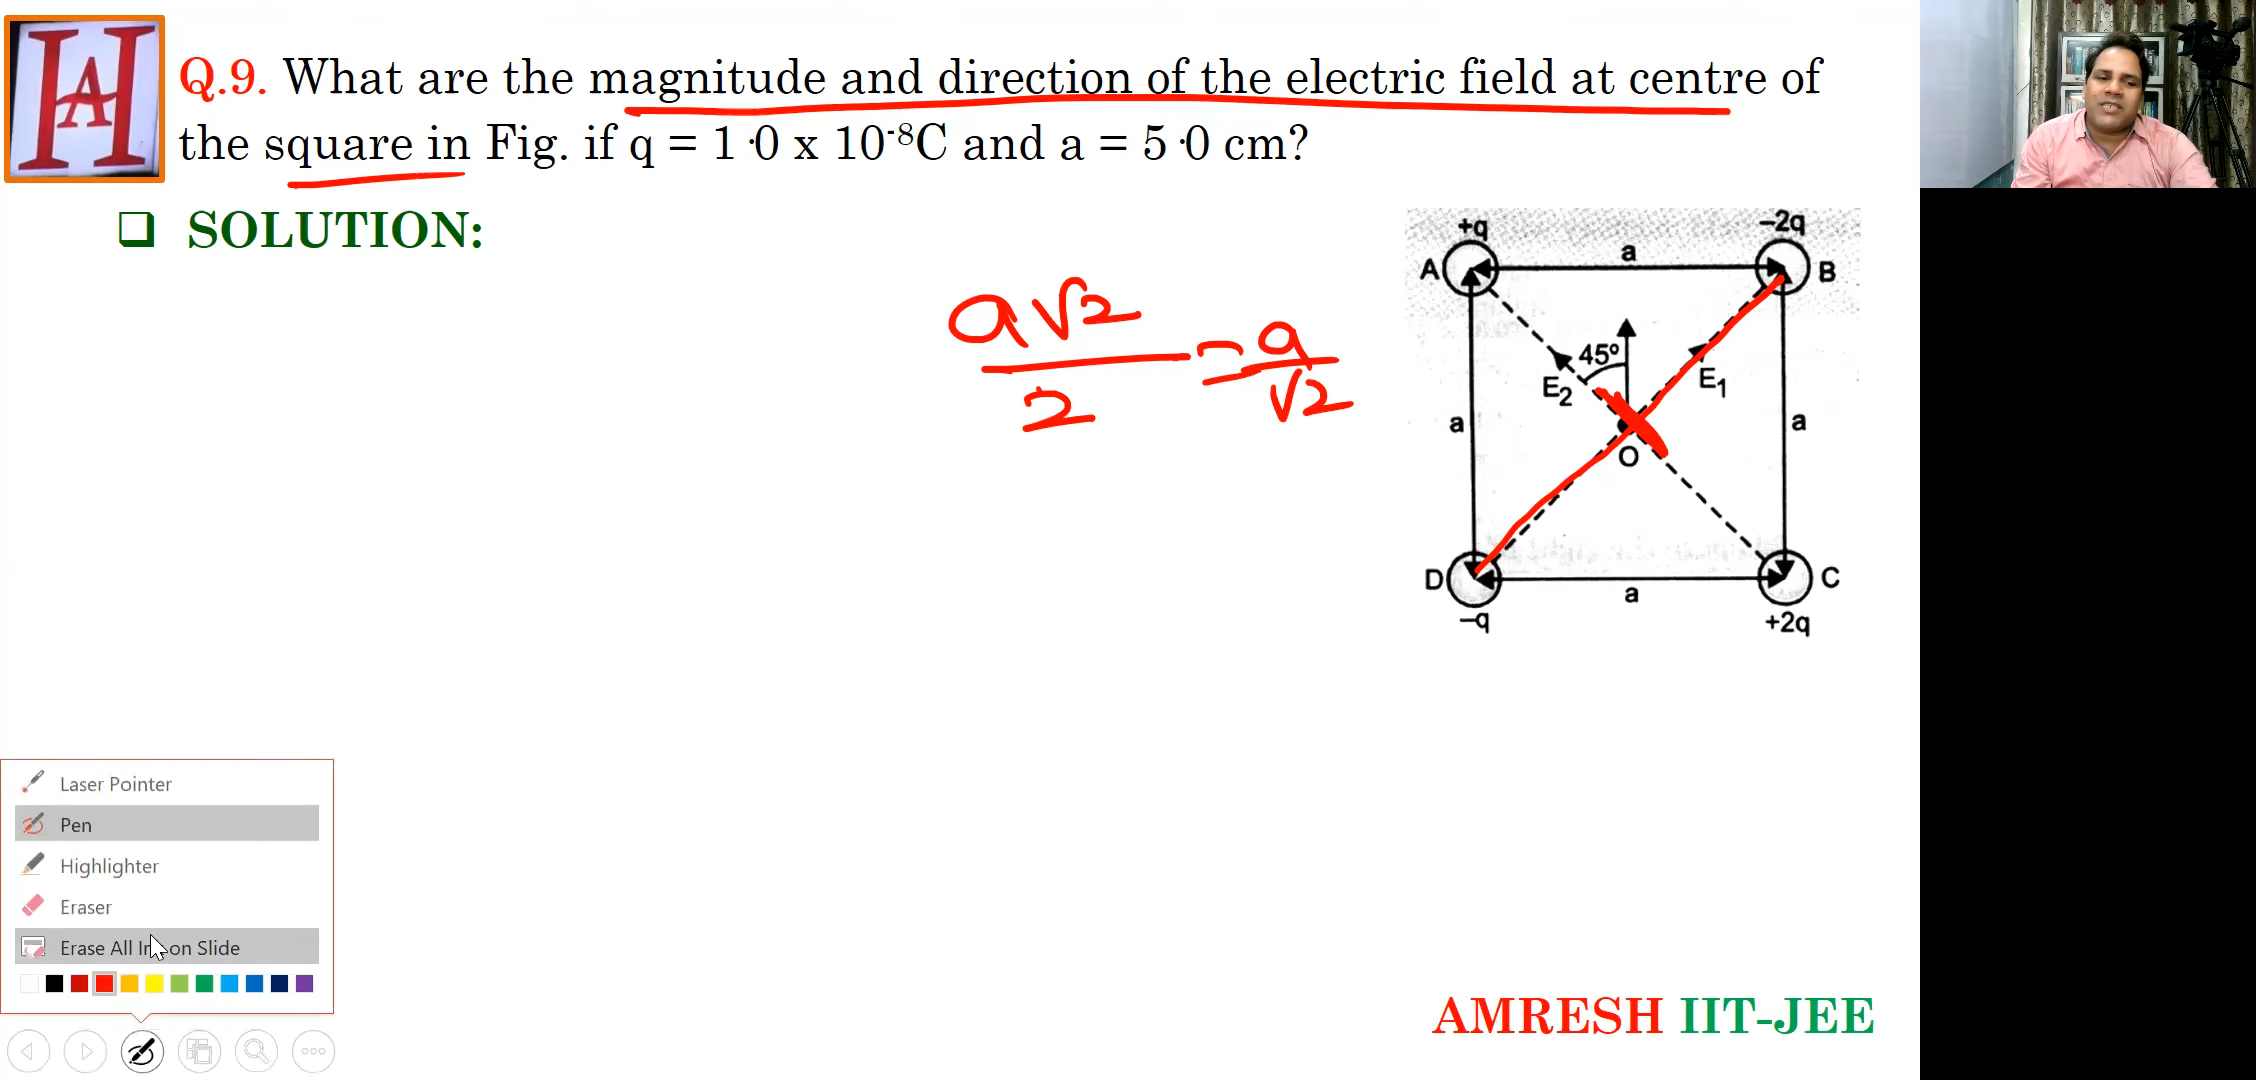 HA
Q.9. What are the magnitude and direction of the electric field at centre of
the square in Fig. if q = 1·0 x 10⁻⁸C and a = 5·0 cm?
❑ SOLUTION:
a√2
2
= a
√2
+q
–2q
A
a
B
45º
E₂
E₁
a
a
O
D
C
a
–q
+2q
Laser Pointer
Pen
Highlighter
Eraser
Erase All Ink on Slide
AMRESH IIT-JEE